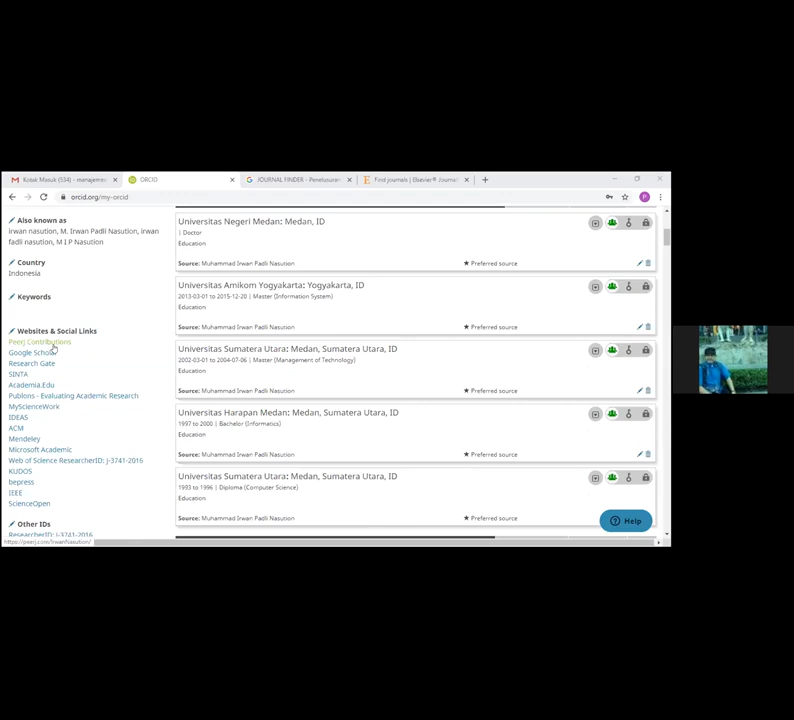 Kotak Masuk (534) - manajeme
ORCID
JOURNAL FINDER - Penelusuran
Find journals | Elsevier® Journal
orcid.org/my-orcid
P
Also known as
irwan nasution, M. Irwan Padli Nasution, irwan
fadli nasution, M I P Nasution
Country
Indonesia
Keywords
Websites & Social Links
Peerj Contributions
Google Schol
Research Gate
SINTA
Academia.Edu
Publons - Evaluating Academic Research
MyScienceWork
IDEAS
ACM
Mendeley
Microsoft Academic
Web of Science ResearcherID: J-3741-2016
KUDOS
bepress
IEEE
ScienceOpen
Other IDs
ResearcherID: J-3741-2016
https://peerj.com/IrwanNasution/
Universitas Negeri Medan: Medan, ID
| Doctor
Education
Source: Muhammad Irwan Padli Nasution
★ Preferred source
Universitas Amikom Yogyakarta: Yogyakarta, ID
2013-03-01 to 2015-12-20 | Master (Information System)
Education
Source: Muhammad Irwan Padli Nasution
★ Preferred source
Universitas Sumatera Utara: Medan, Sumatera Utara, ID
2002-03-01 to 2004-07-06 | Master (Management of Technology)
Education
Source: Muhammad Irwan Padli Nasution
★ Preferred source
Universitas Harapan Medan: Medan, Sumatera Utara, ID
1997 to 2000 | Bachelor (Informatics)
Education
Source: Muhammad Irwan Padli Nasution
★ Preferred source
Universitas Sumatera Utara: Medan, Sumatera Utara, ID
1993 to 1996 | Diploma (Computer Science)
Education
Source: Muhammad Irwan Padli Nasution
★ Preferred source
Help